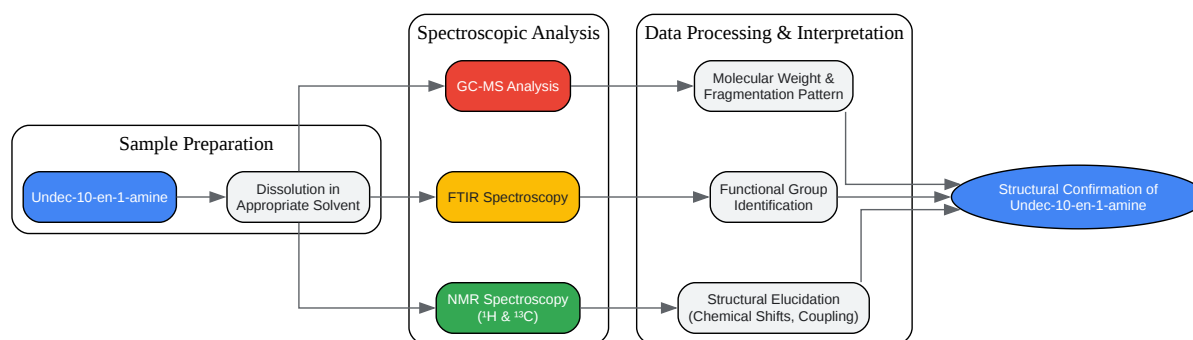 Sample Preparation
Undec-10-en-1-amine
Dissolution in
Appropriate Solvent
Spectroscopic Analysis
GC-MS Analysis
FTIR Spectroscopy
NMR Spectroscopy
(¹H & ¹³C)
Data Processing & Interpretation
Molecular Weight &
Fragmentation Pattern
Functional Group
Identification
Structural Elucidation
(Chemical Shifts, Coupling)
Structural Confirmation of
Undec-10-en-1-amine